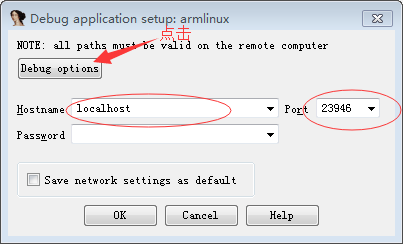 Debug application setup: armlinux
点击
NOTE: all paths must be valid on the remote computer
Debug options
Hostname localhost Port 23946
Password
Save network settings as default
OK Cancel Help